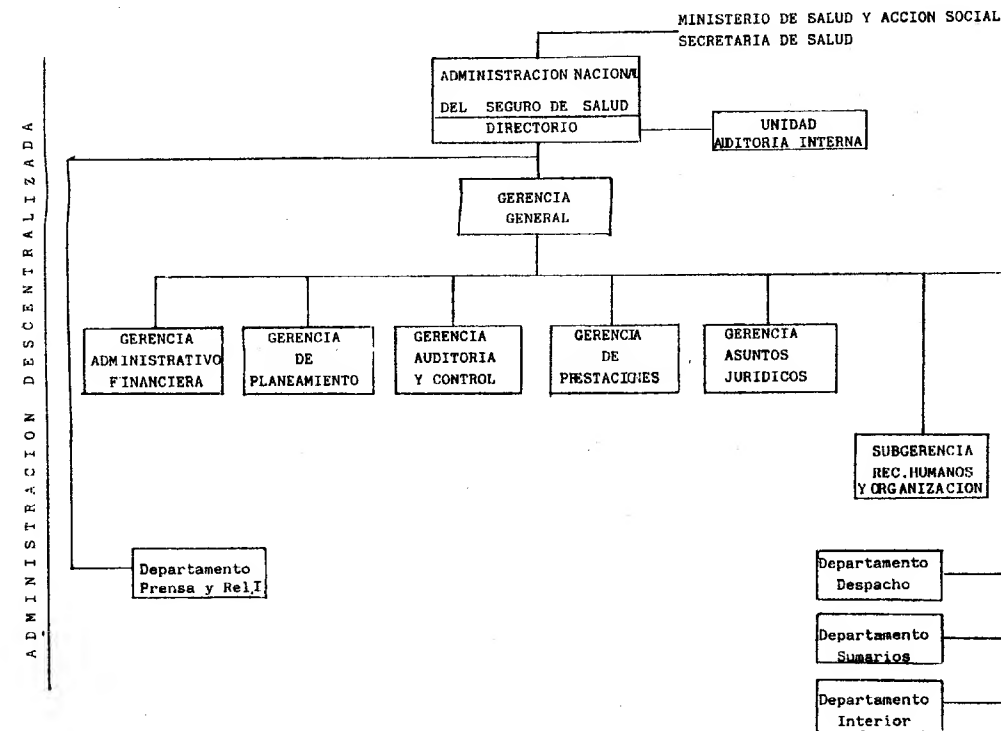 MINISTERIO DE SALUD Y ACCION SOCIAL
SECRETARIA DE SALUD
ADMINISTRACION NACIONAL
DEL SEGURO DE SALUD
DIRECTORIO
UNIDAD
AUDITORIA INTERNA
GERENCIA
GENERAL
GERENCIA
ADMINISTRATIVO
FINANCIERA
GERENCIA
DE
PLANEAMIENTO
GERENCIA
AUDITORIA
Y CONTROL
GERENCIA
DE
PRESTACIONES
GERENCIA
ASUNTOS
JURIDICOS
SUBGERENCIA
REC.HUMANOS
Y ORGANIZACION
Departamento
Prensa y Rel.I
Departamento
Despacho
Departamento
Sumarios
Departamento
Interior
ADMINISTRACION DESCENTRALIZADA